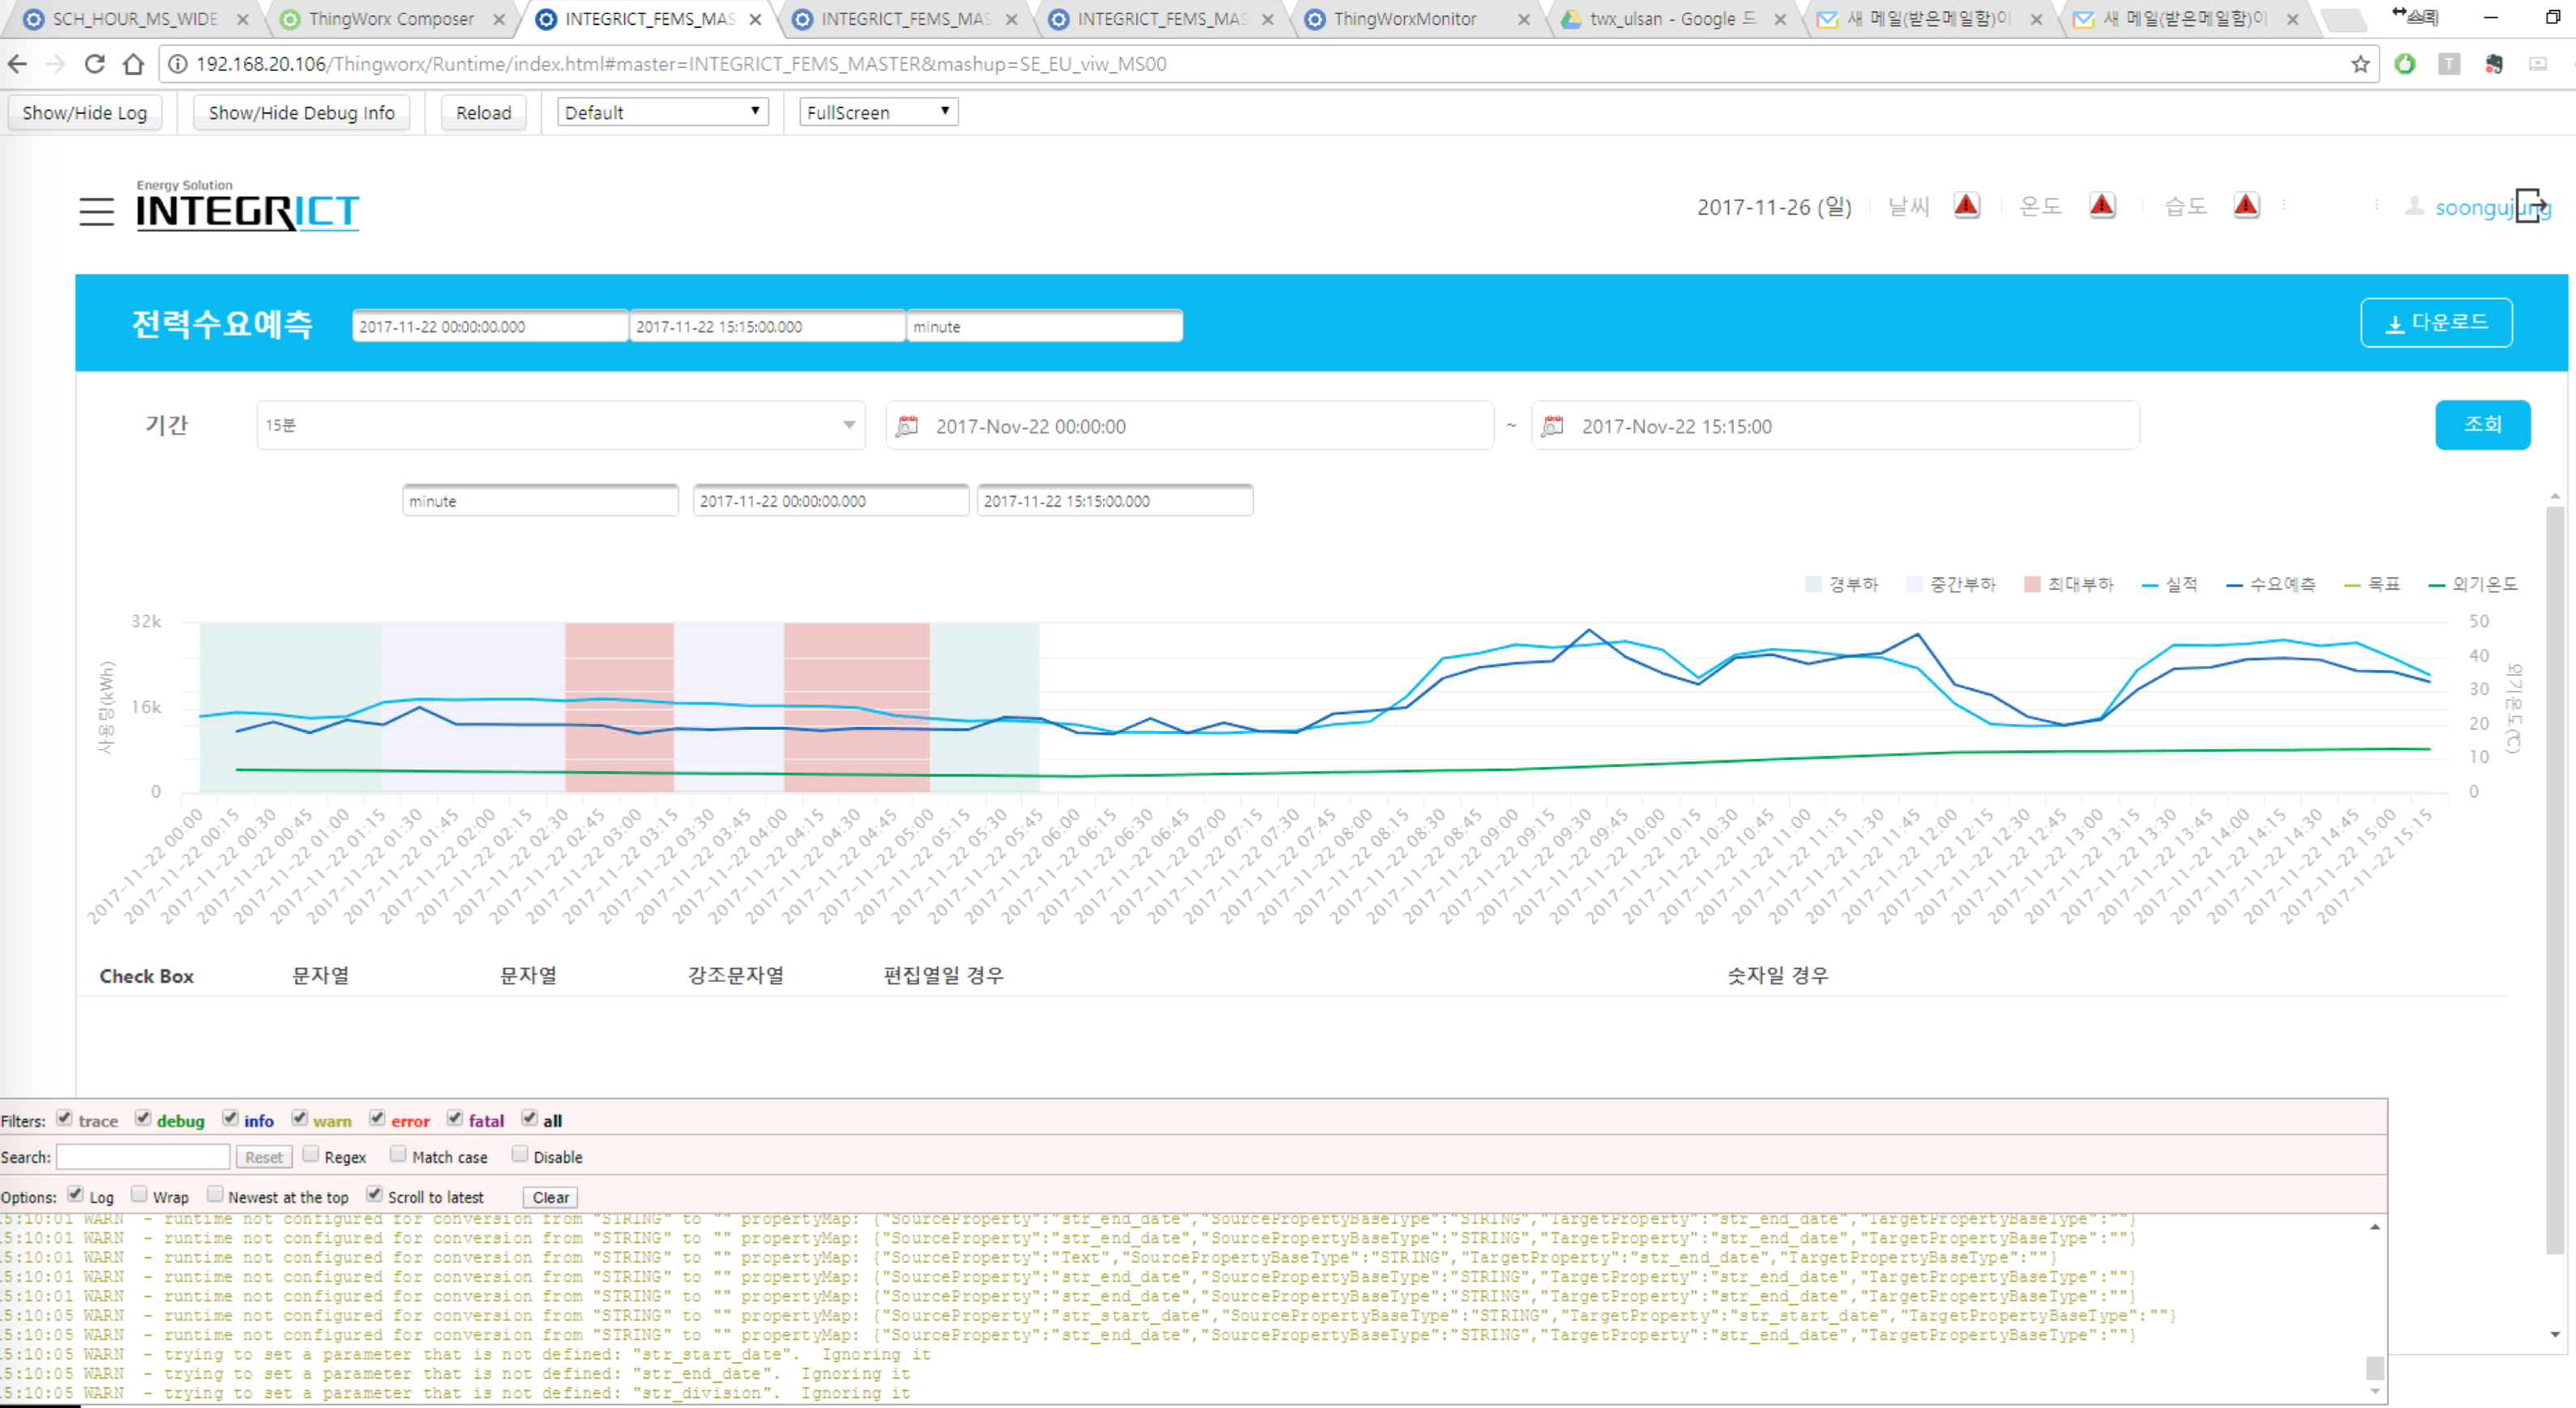 SCH_HOUR_MS_WIDE
ThingWorx Composer
INTEGRICT_FEMS_MAS
INTEGRICT_FEMS_MAS
INTEGRICT_FEMS_MAS
ThingWorxMonitor
twx_ulsan - Google 드
새 메일(받은메일함)이
새 메일(받은메일함)이
192.168.20.106/Thingworx/Runtime/index.html#master=INTEGRICT_FEMS_MASTER&mashup=SE_EU_viw_MS00
Show/Hide Log Show/Hide Debug Info Reload Default FullScreen
Energy Solution
INTEGRICT
2017-11-26 (일) 날씨 온도 습도 soongujung
전력수요예측 2017-11-22 00:00:00.000 2017-11-22 15:15:00.000 minute 다운로드
기간 15분 2017-Nov-22 00:00:00 ~ 2017-Nov-22 15:15:00 조회
minute 2017-11-22 00:00:00.000 2017-11-22 15:15:00.000
경부하 중간부하 최대부하 실적 수요예측 목표 외기온도
사용량(kWh)
32k
16k
0
50
40
30
20
10
0
외기온도(℃)
2017-11-22 00:00
2017-11-22 00:15
2017-11-22 00:30
2017-11-22 00:45
2017-11-22 01:00
2017-11-22 01:15
2017-11-22 01:30
2017-11-22 01:45
2017-11-22 02:00
2017-11-22 02:15
2017-11-22 02:30
2017-11-22 02:45
2017-11-22 03:00
2017-11-22 03:15
2017-11-22 03:30
2017-11-22 03:45
2017-11-22 04:00
2017-11-22 04:15
2017-11-22 04:30
2017-11-22 04:45
2017-11-22 05:00
2017-11-22 05:15
2017-11-22 05:30
2017-11-22 05:45
2017-11-22 06:00
2017-11-22 06:15
2017-11-22 06:30
2017-11-22 06:45
2017-11-22 07:00
2017-11-22 07:15
2017-11-22 07:30
2017-11-22 07:45
2017-11-22 08:00
2017-11-22 08:15
2017-11-22 08:30
2017-11-22 08:45
2017-11-22 09:00
2017-11-22 09:15
2017-11-22 09:30
2017-11-22 09:45
2017-11-22 10:00
2017-11-22 10:15
2017-11-22 10:30
2017-11-22 10:45
2017-11-22 11:00
2017-11-22 11:15
2017-11-22 11:30
2017-11-22 11:45
2017-11-22 12:00
2017-11-22 12:15
2017-11-22 12:30
2017-11-22 12:45
2017-11-22 13:00
2017-11-22 13:15
2017-11-22 13:30
2017-11-22 13:45
2017-11-22 14:00
2017-11-22 14:15
2017-11-22 14:30
2017-11-22 14:45
2017-11-22 15:00
2017-11-22 15:15
Check Box 문자열 문자열 강조문자열 편집열일 경우 숫자일 경우
Filters: trace debug info warn error fatal all
Search: Reset Regex Match case Disable
Options: Log Wrap Newest at the top Scroll to latest Clear
5:10:01 WARN - runtime not configured for conversion from "STRING" to "" propertyMap: {"SourceProperty":"str_end_date","SourcePropertyBaseType":"STRING","TargetProperty":"str_end_date","TargetPropertyBaseType":""}
5:10:01 WARN - runtime not configured for conversion from "STRING" to "" propertyMap: {"SourceProperty":"str_end_date","SourcePropertyBaseType":"STRING","TargetProperty":"str_end_date","TargetPropertyBaseType":""}
5:10:01 WARN - runtime not configured for conversion from "STRING" to "" propertyMap: {"SourceProperty":"Text","SourcePropertyBaseType":"STRING","TargetProperty":"str_end_date","TargetPropertyBaseType":""}
5:10:01 WARN - runtime not configured for conversion from "STRING" to "" propertyMap: {"SourceProperty":"str_end_date","SourcePropertyBaseType":"STRING","TargetProperty":"str_end_date","TargetPropertyBaseType":""}
5:10:01 WARN - runtime not configured for conversion from "STRING" to "" propertyMap: {"SourceProperty":"str_end_date","SourcePropertyBaseType":"STRING","TargetProperty":"str_end_date","TargetPropertyBaseType":""}
5:10:05 WARN - runtime not configured for conversion from "STRING" to "" propertyMap: {"SourceProperty":"str_start_date","SourcePropertyBaseType":"STRING","TargetProperty":"str_start_date","TargetPropertyBaseType":""}
5:10:05 WARN - runtime not configured for conversion from "STRING" to "" propertyMap: {"SourceProperty":"str_end_date","SourcePropertyBaseType":"STRING","TargetProperty":"str_end_date","TargetPropertyBaseType":""}
5:10:05 WARN - trying to set a parameter that is not defined: "str_start_date". Ignoring it
5:10:05 WARN - trying to set a parameter that is not defined: "str_end_date". Ignoring it
5:10:05 WARN - trying to set a parameter that is not defined: "str_division". Ignoring it